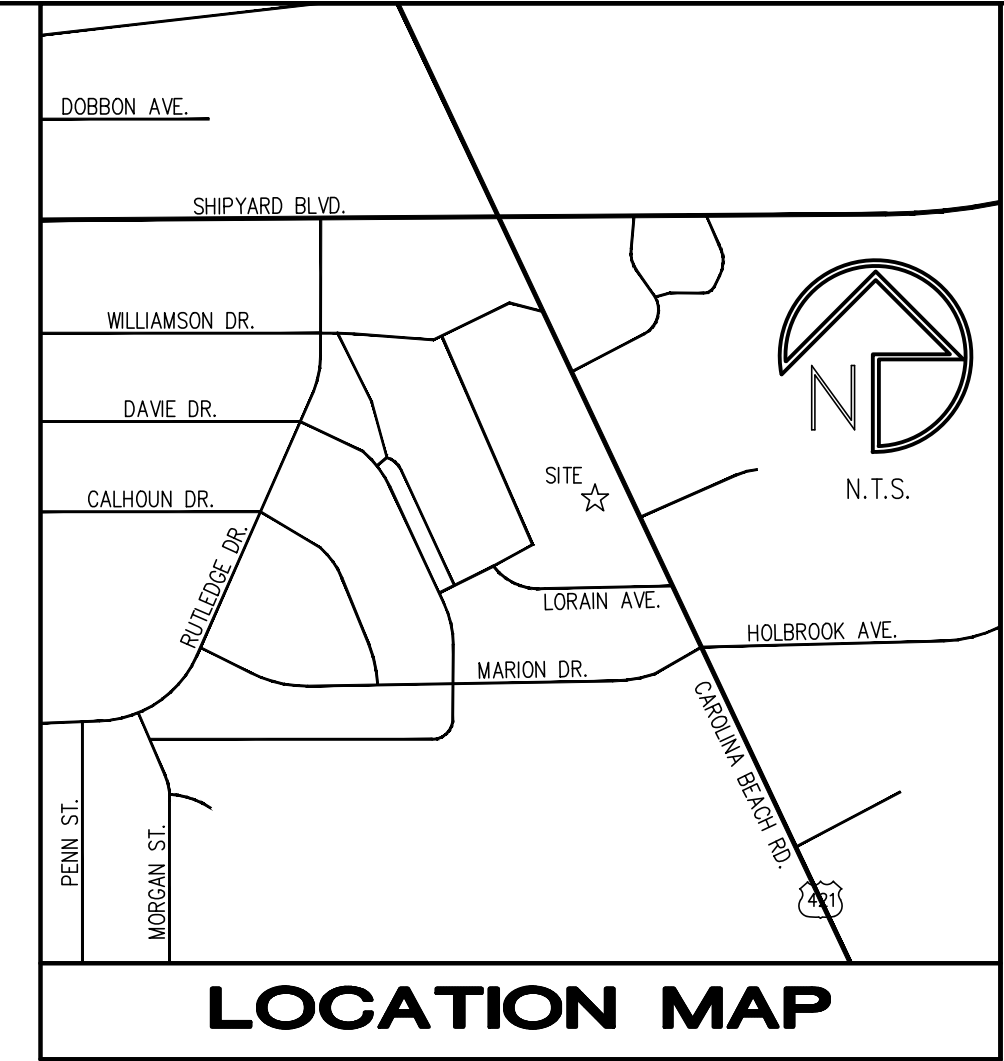 DOBBON AVE.
SHIPYARD BLVD.
WILLIAMSON DR.
DAVIE DR.
N
SITE
CALHOUN DR.
N.T.S.
RUTLEDGE DR.
LORAIN AVE.
HOLBROOK AVE.
MARION DR.
CAROLINA BEACH RD.
PENN ST.
MORGAN ST.
421
LOCATION MAP